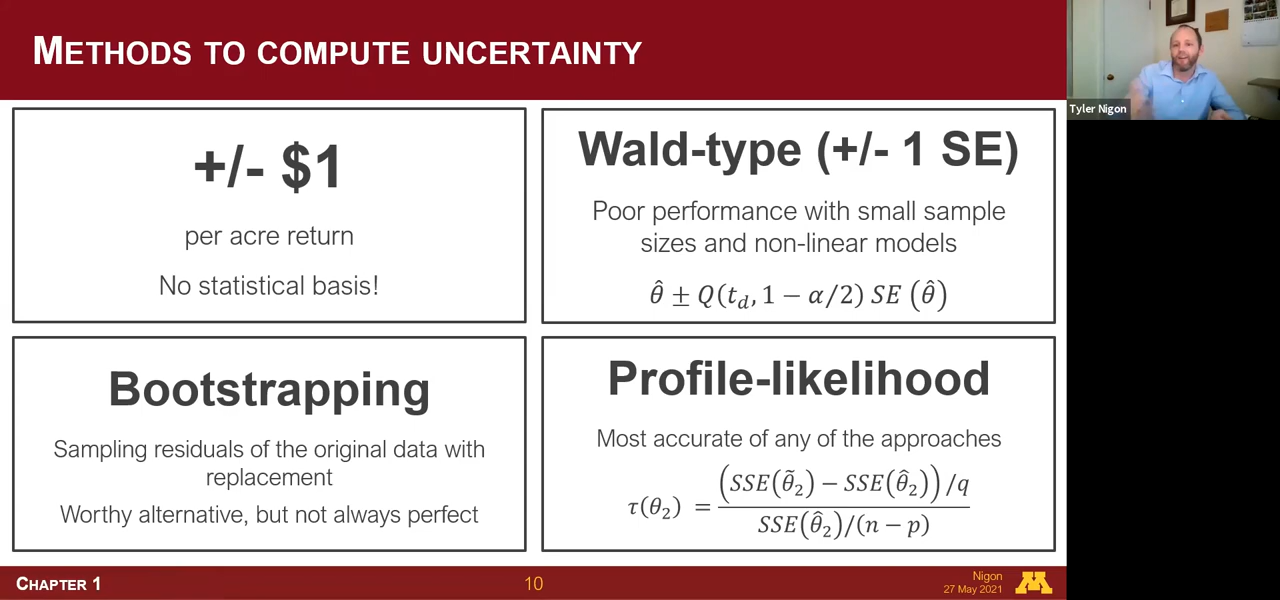 METHODS TO COMPUTE UNCERTAINTY
Tyler Nigon
+/- $1
per acre return
No statistical basis!
Wald-type (+/- 1 SE)
Poor performance with small sample
sizes and non-linear models
θ̂ ± Q(t_d, 1 − α/2) SE (θ̂)
Bootstrapping
Sampling residuals of the original data with
replacement
Worthy alternative, but not always perfect
Profile-likelihood
Most accurate of any of the approaches
τ(θ₂) = ((SSE(θ̃₂) − SSE(θ̂₂))/q) / (SSE(θ̂₂)/(n − p))
CHAPTER 1
10
Nigon
27 May 2021
M